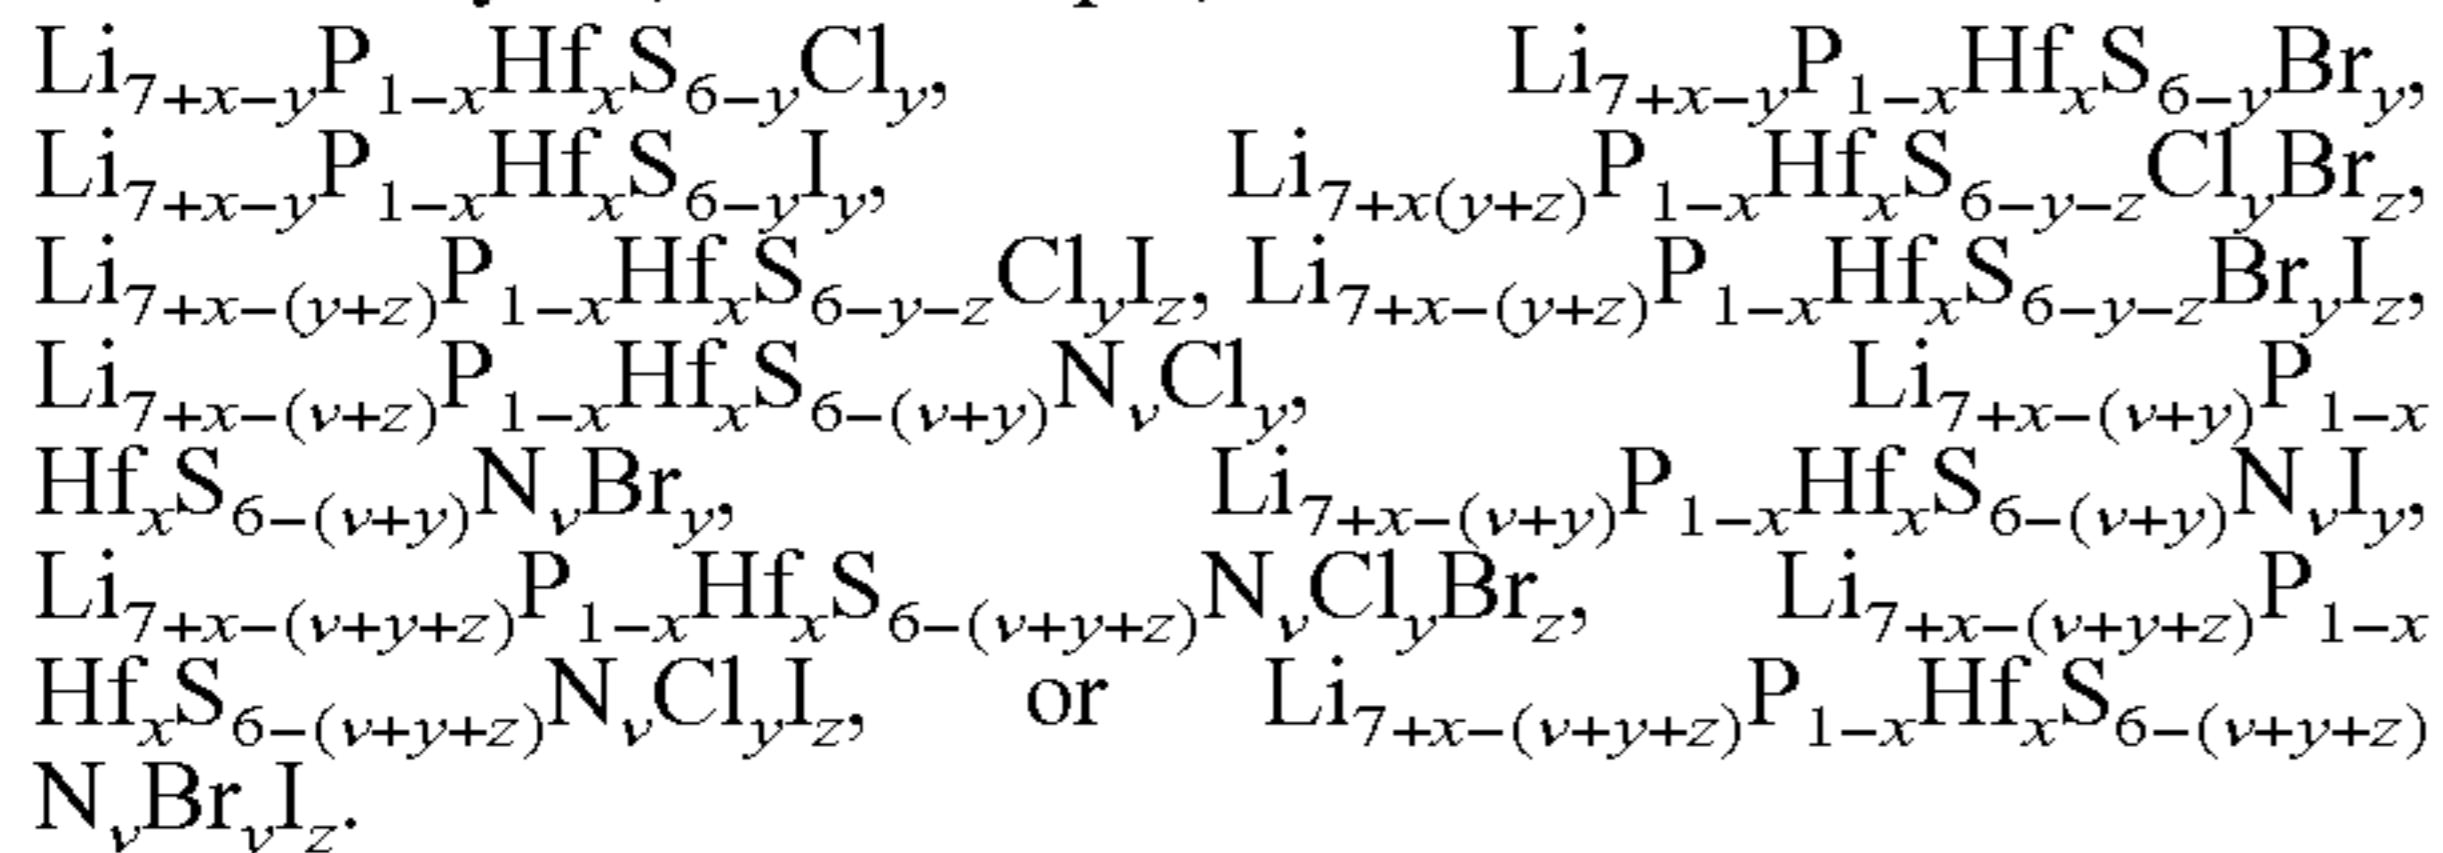 Li₇₊ₓ₋yP₁₋ₓHfₓS₆₋yCly, Li₇₊ₓ₋yP₁₋ₓHfₓS₆₋yBry,
Li₇₊ₓ₋yP₁₋ₓHfₓS₆₋yIy, Li₇₊ₓ(y+z)P₁₋ₓHfₓS₆₋y₋zClyBrz,
Li₇₊ₓ₋(y+z)P₁₋ₓHfₓS₆₋y₋zClyIz, Li₇₊ₓ₋(y+z)P₁₋ₓHfₓS₆₋y₋zBryIz,
Li₇₊ₓ₋(v+z)P₁₋ₓHfₓS₆₋(v+y)NvCly, Li₇₊ₓ₋(v+y)P₁₋ₓ
HfₓS₆₋(v+y)NvBry, Li₇₊ₓ₋(v+y)P₁₋ₓHfₓS₆₋(v+y)NvIy,
Li₇₊ₓ₋(v+y+z)P₁₋ₓHfₓS₆₋(v+y+z)NvClyBrz, Li₇₊ₓ₋(v+y+z)P₁₋ₓ
HfₓS₆₋(v+y+z)NvClyIz, or Li₇₊ₓ₋(v+y+z)P₁₋ₓHfₓS₆₋(v+y+z)
NvBryIz.